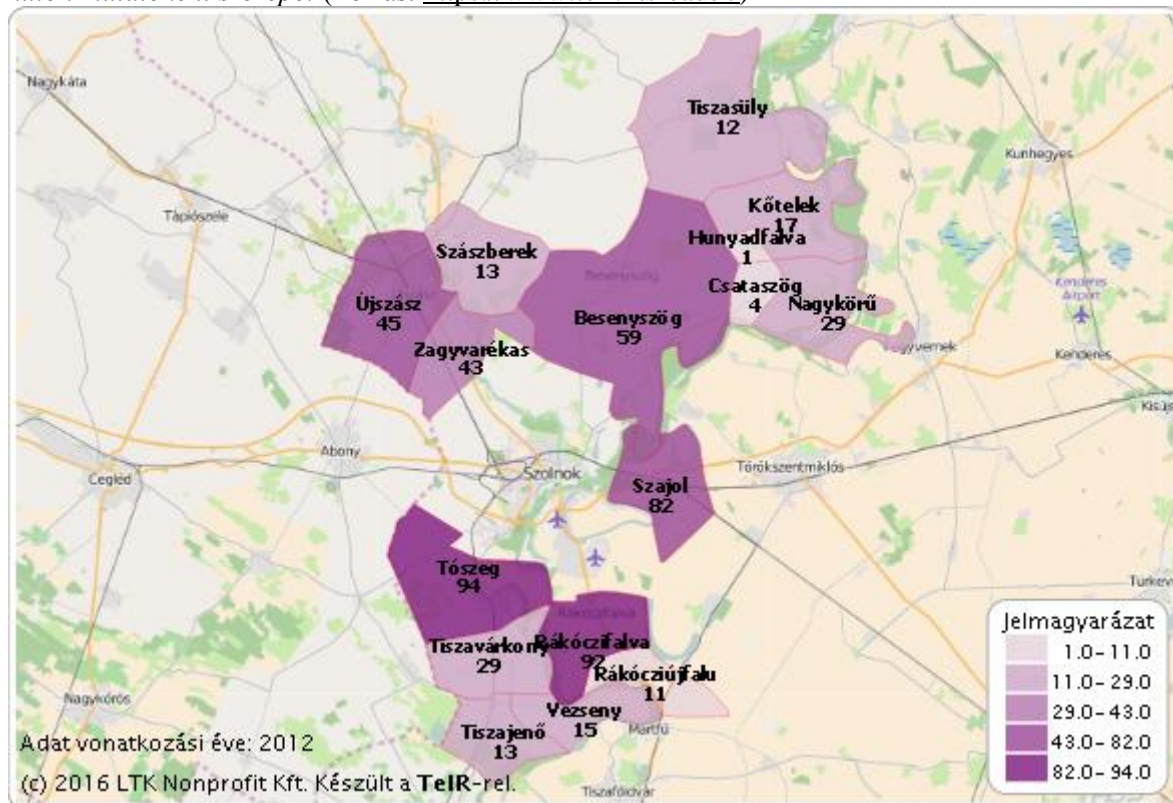 Nagykáta
Tiszasüly
12
Kunhegyes
Tápiószele
Kőtelek
17
Szászberek
13
Hunyadfalva
1
Besenyszög
Csataszög
4
Kenderes
Airport
Újszász
45
Besenyszög
59
Nagykörű
29
Zagyvarékas
43
Kenderes
Abony
Cegléd
Szolnok
Törökszentmiklós
Szajol
82
Tószeg
94
Rákóczifalva
Tiszavárkony
29
Rákóczifalva
92
Rákócziújfalu
11
Nagykőrös
Vezseny
15
Martfű
Tiszajenő
13
Tiszaföldvár
Adat vonatkozási éve: 2012
(c) 2016 LTK Nonprofit Kft. Készült a TeIR-rel.
Jelmagyarázat
1.0-11.0
11.0-29.0
29.0-43.0
43.0-82.0
82.0-94.0